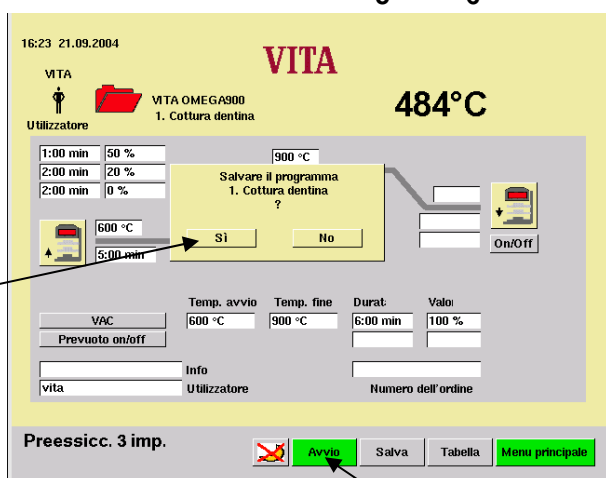 16:23 21.09.2004
VITA
VITA
Utilizzatore
VITA OMEGA900
1. Cottura dentina
484°C
1:00 min 50 %
2:00 min 20 %
2:00 min 0 %
900 °C
Salvare
il programma
1. Cottura dentina
?
Sì No
600 °C
5:00 min
On/Off
Temp. avvio Temp. fine Durat Valo
600 °C 900 °C 6:00 min 100 %
VAC
Prevuoto on/off
Info
vita Utilizzatore Numero dell'ordine
Preessicc. 3 imp.
Avvio Salva Tabella Menu principale